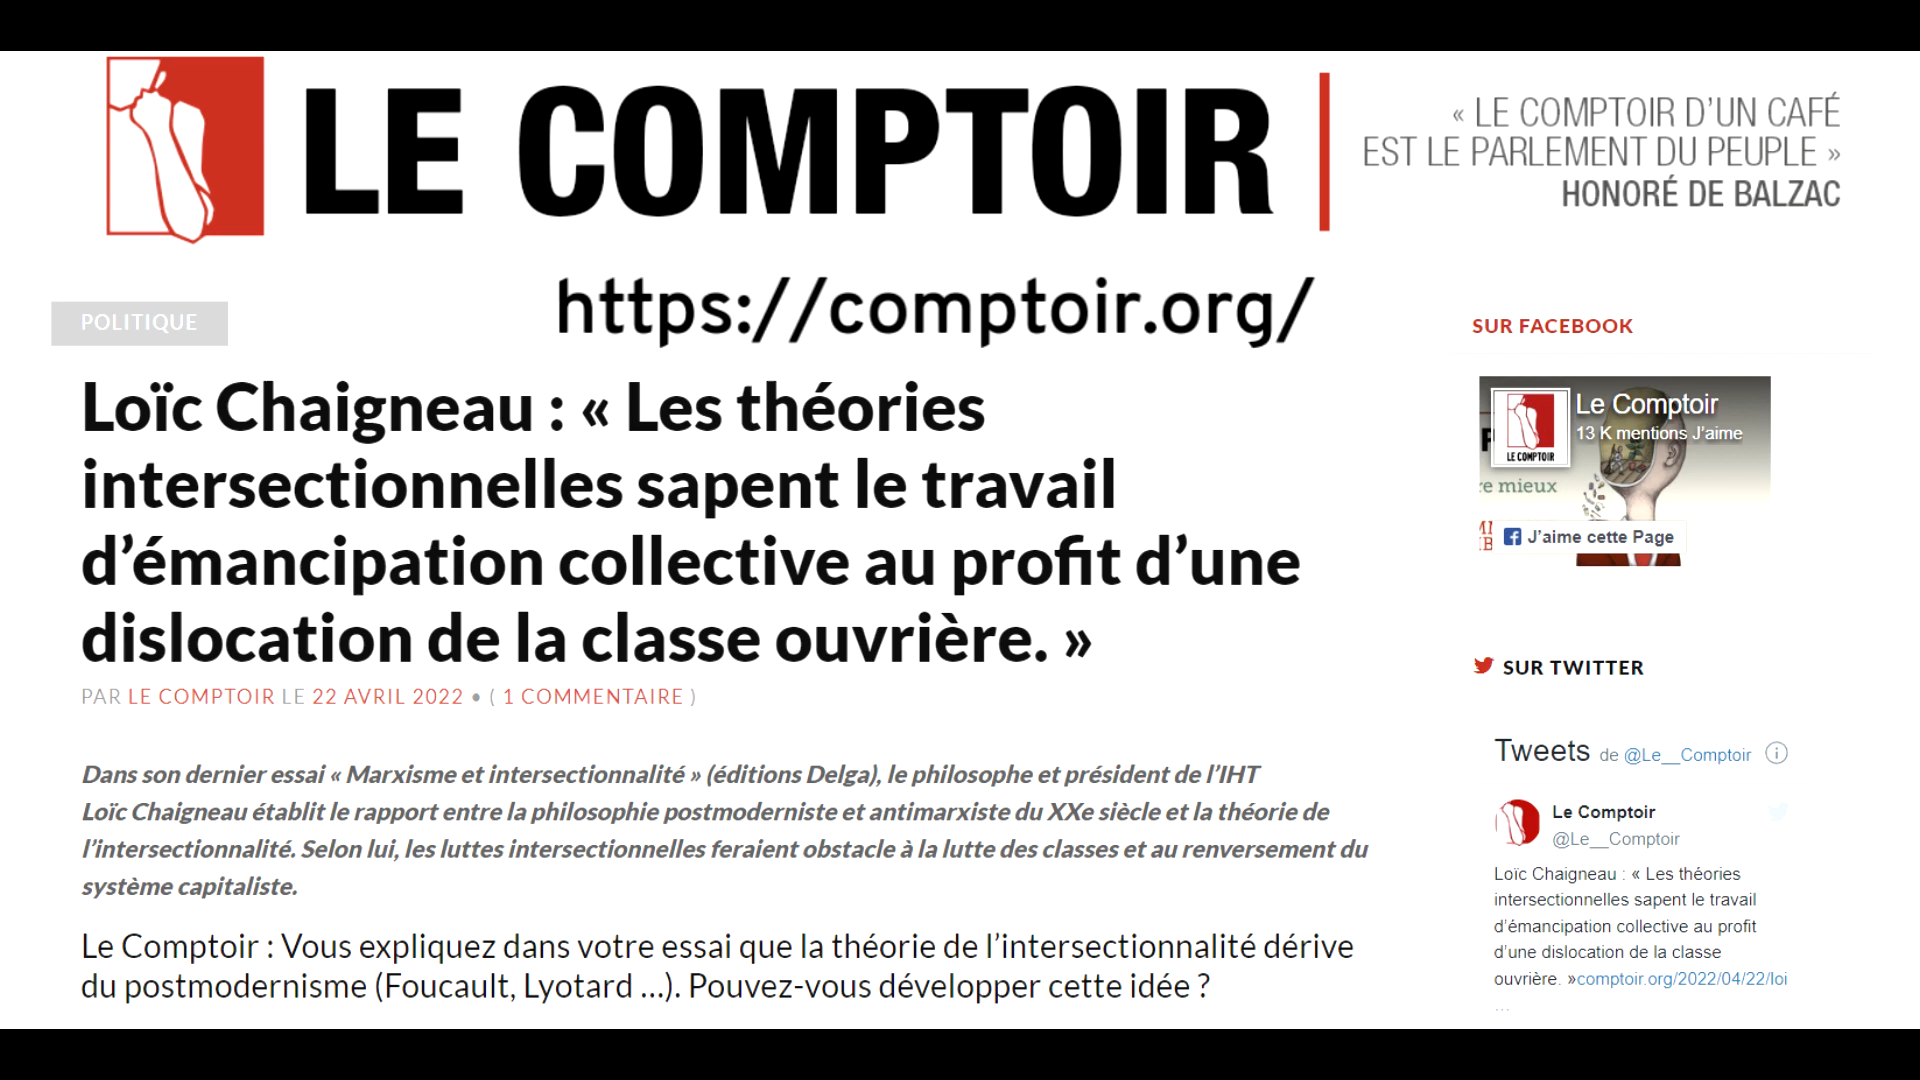 LE COMPTOIR
« LE COMPTOIR D'UN CAFÉ
EST LE PARLEMENT DU PEUPLE »
HONORÉ DE BALZAC
https://comptoir.org/
POLITIQUE
Loïc Chaigneau : « Les théories
intersectionnelles sapent le travail
d’émancipation collective au profit d’une
dislocation de la classe ouvrière. »
PAR LE COMPTOIR LE 22 AVRIL 2022 • ( 1 COMMENTAIRE )
Dans son dernier essai « Marxisme et intersectionnalité » (éditions Delga), le philosophe et président de l’IHT
Loïc Chaigneau établit le rapport entre la philosophie postmoderniste et antimarxiste du XXe siècle et la théorie de
l’intersectionnalité. Selon lui, les luttes intersectionnelles feraient obstacle à la lutte des classes et au renversement du
système capitaliste.
Le Comptoir : Vous expliquez dans votre essai que la théorie de l’intersectionnalité dérive
du postmodernisme (Foucault, Lyotard …). Pouvez-vous développer cette idée ?
SUR FACEBOOK
Le Comptoir
13 K mentions J’aime
LE COMPTOIR
re mieux
J’aime cette Page
SUR TWITTER
Tweets de @Le__Comptoir
Le Comptoir
@Le__Comptoir
Loïc Chaigneau : « Les théories
intersectionnelles sapent le travail
d’émancipation collective au profit
d’une dislocation de la classe
ouvrière. »comptoir.org/2022/04/22/loi
…